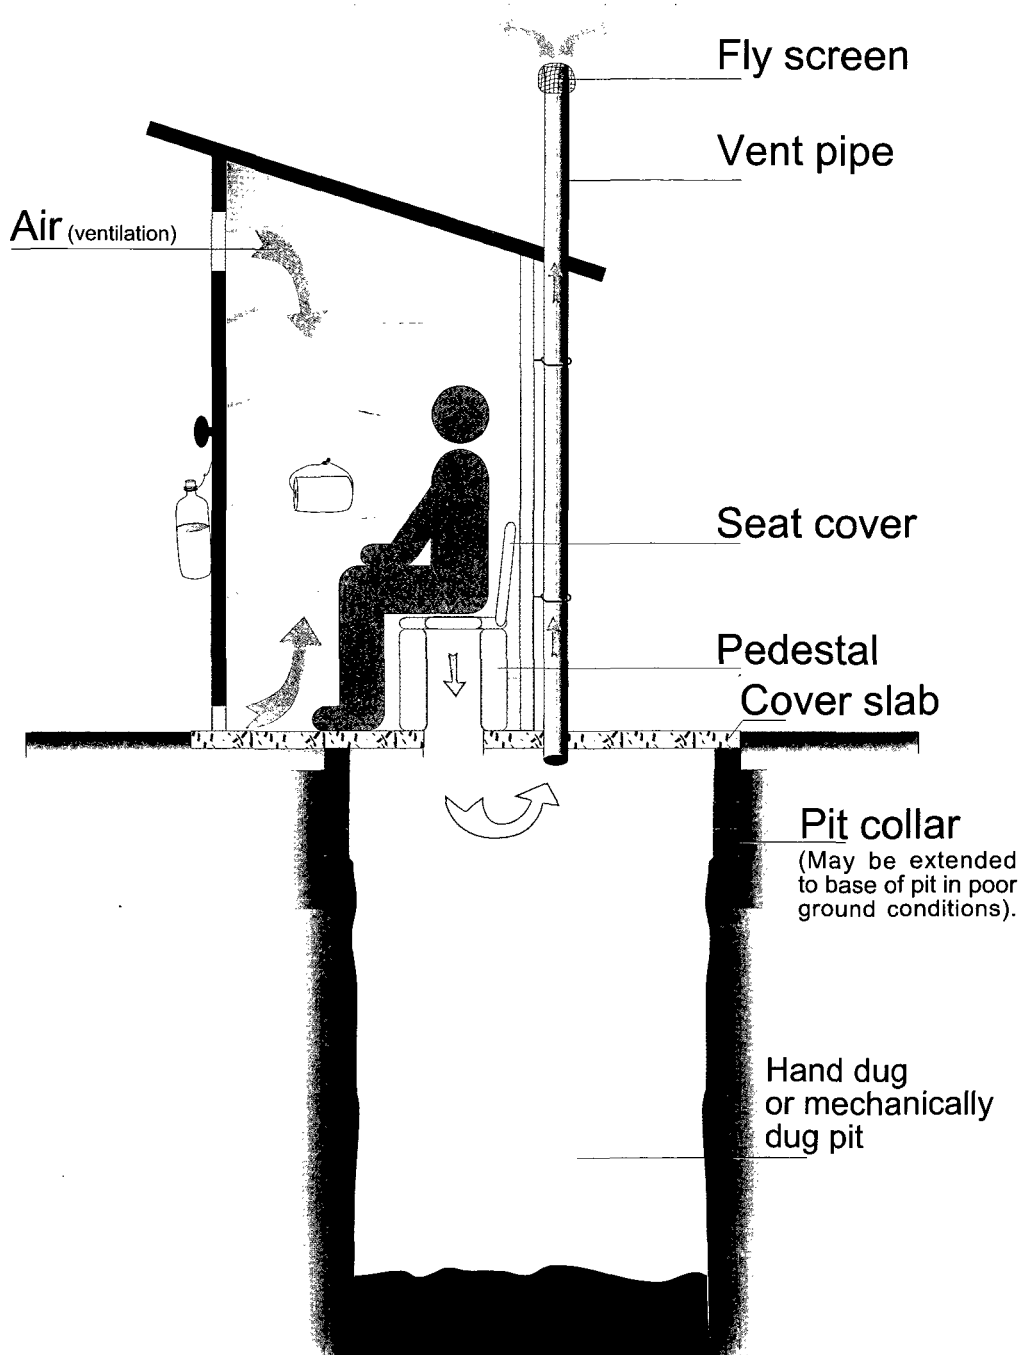 Fly screen
Vent pipe
Air (ventilation)
Seat cover
Pedestal
Cover slab
Pit collar
(May be extended
to base of pit in poor
ground conditions).
Hand dug
or mechanically
dug pit